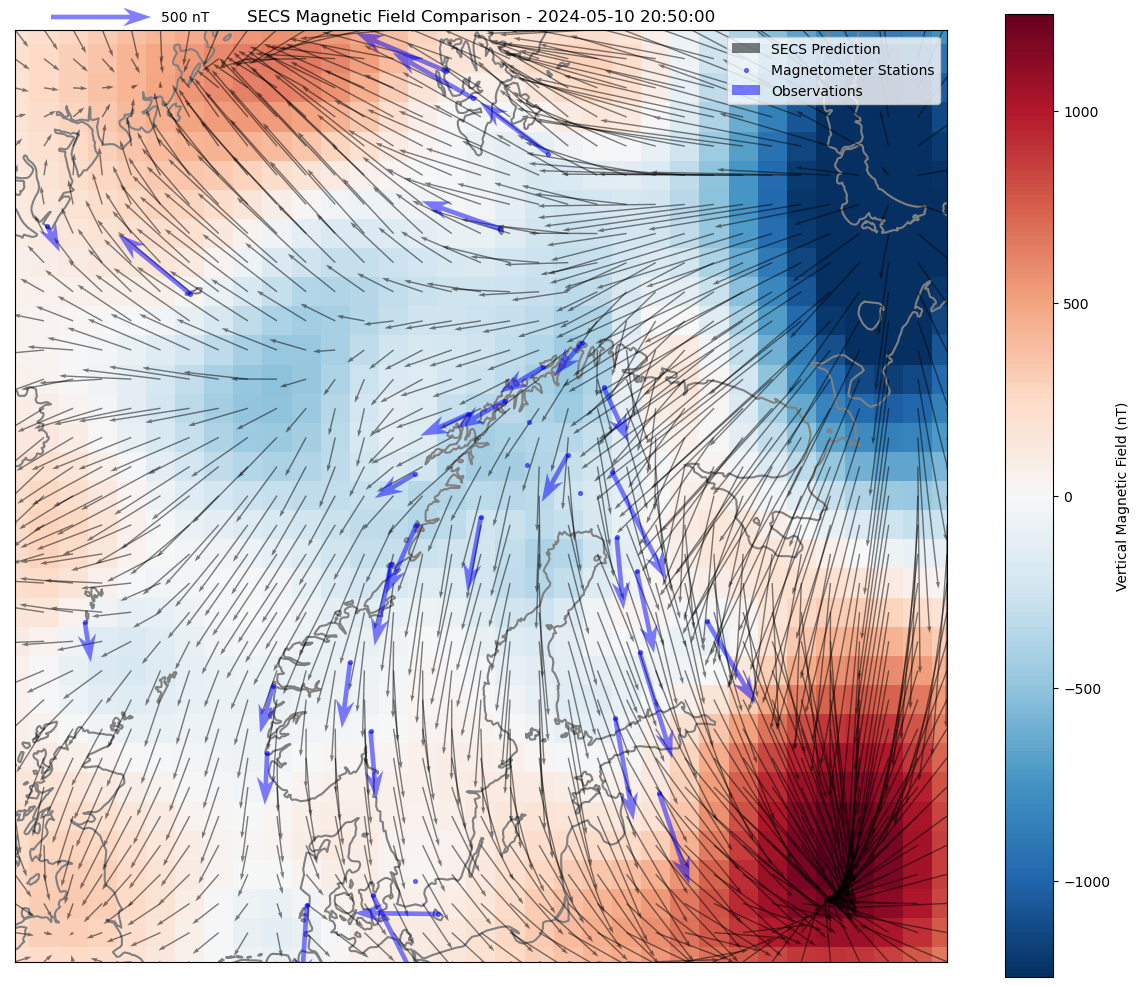 500 nT
SECS Magnetic Field Comparison - 2024-05-10 20:50:00
SECS Prediction
Magnetometer Stations
Observations
1000
500
0
−500
−1000
Vertical Magnetic Field (nT)